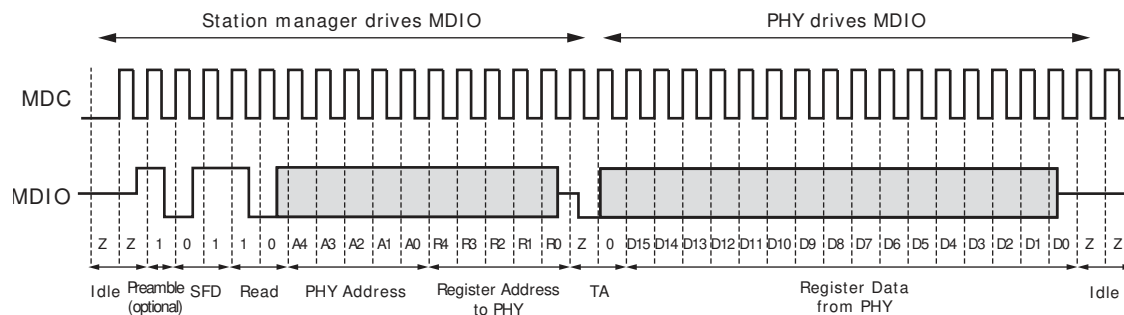 Station manager drives MDIO PHY drives MDIO
MDC
MDIO
Z Z 1 0 1 1 0 A4 A3 A2 A1 A0 R4 R3 R2 R1 R0 Z 0 D15 D14 D13 D12 D11 D10 D9 D8 D7 D6 D5 D4 D3 D2 D1 D0 Z Z
Idle Preamble SFD Read PHY Address Register Address TA Register Data Idle
(optional) to PHY from PHY